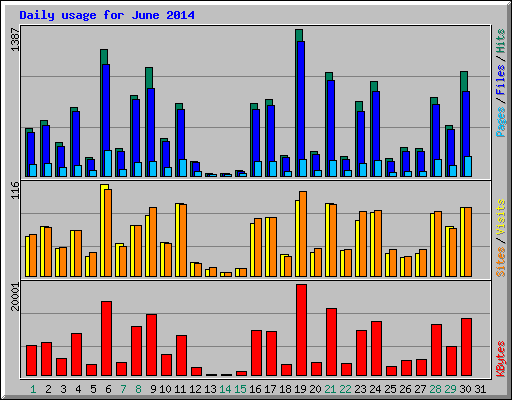 Daily usage for June 2014
1387
Pages / Files / Hits
116
Sites / Visits
20001
KBytes
1 2 3 4 5 6 7 8 9 10 11 12 13 14 15 16 17 18 19 20 21 22 23 24 25 26 27 28 29 30 31